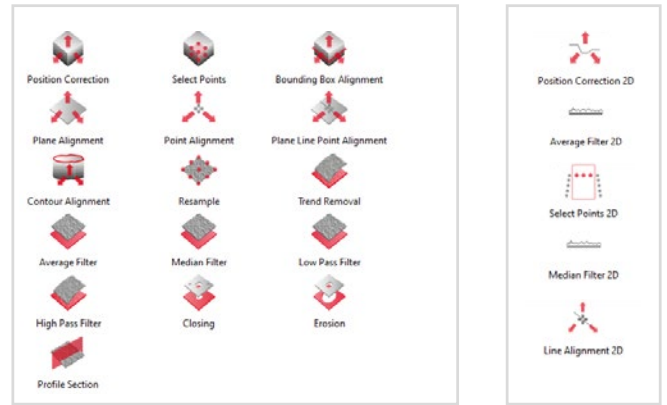 Position Correction
Select Points
Bounding Box Alignment
Plane Alignment
Point Alignment
Plane Line Point Alignment
Contour Alignment
Resample
Trend Removal
Average Filter
Median Filter
Low Pass Filter
High Pass Filter
Closing
Erosion
Profile Section
Position Correction 2D
Average Filter 2D
Select Points 2D
Median Filter 2D
Line Alignment 2D